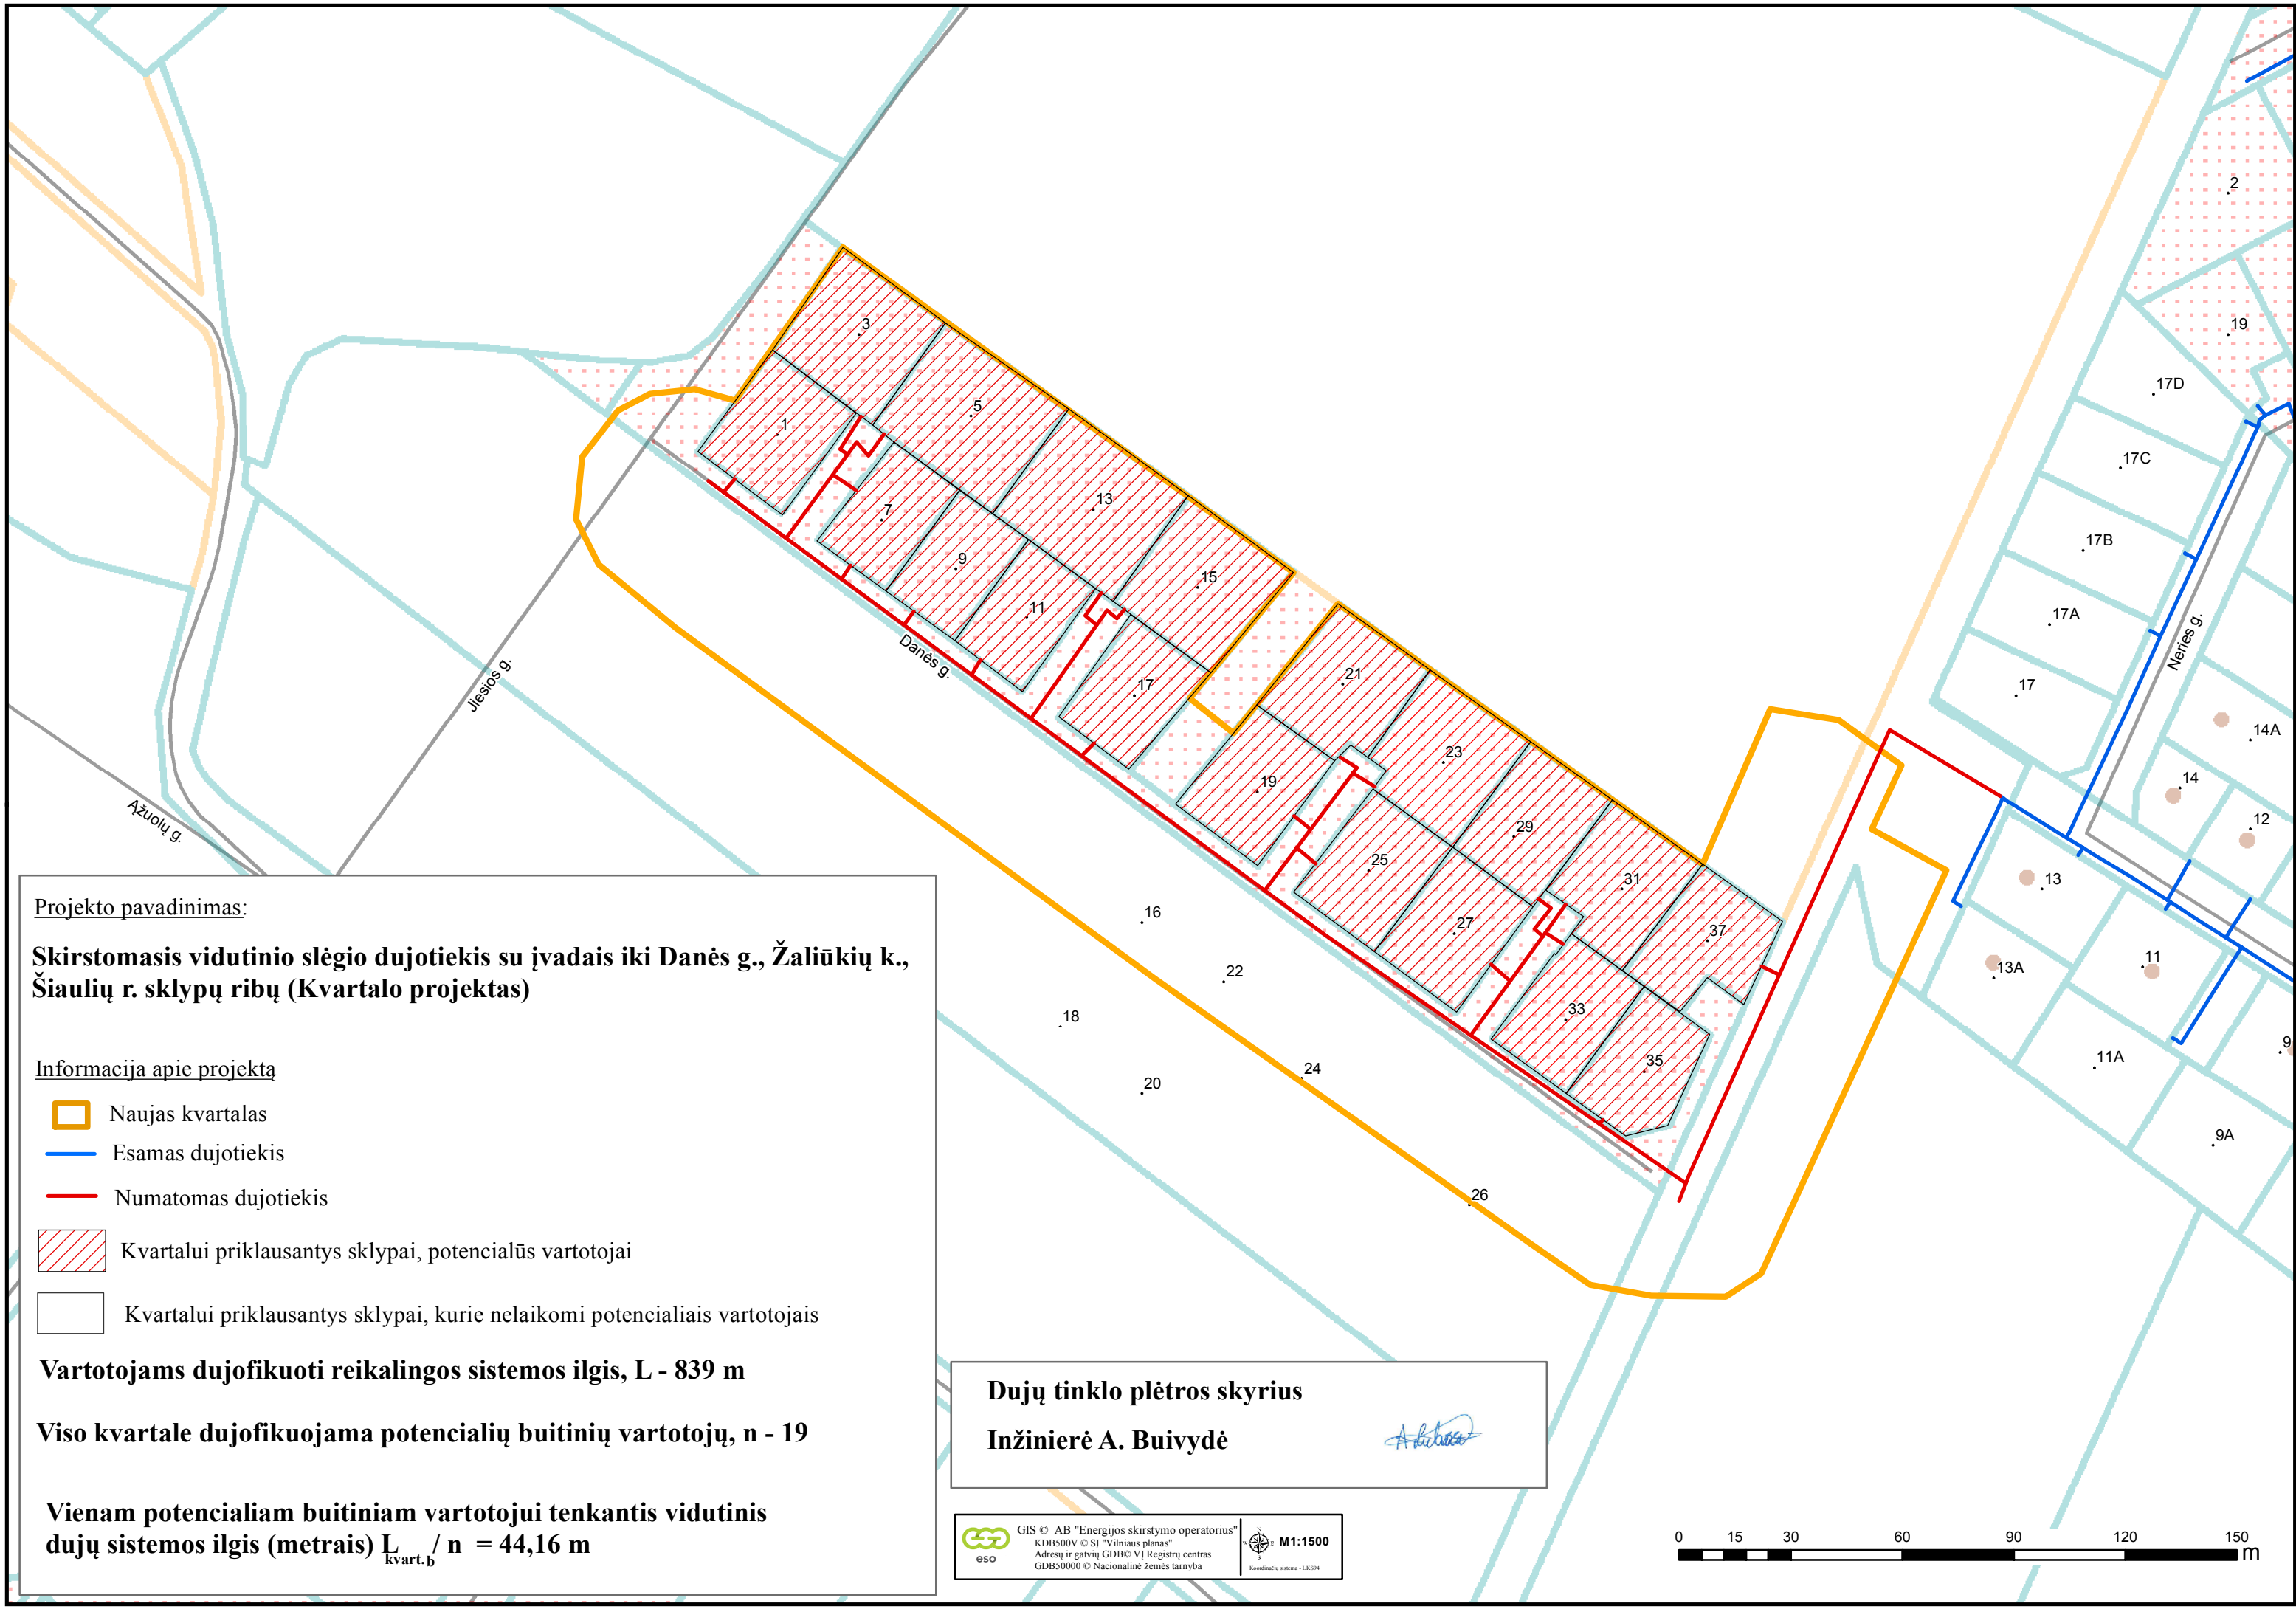 2
19
17D
17C
17B
17A
17
Neries g.
14A
14
12
13
13A
11
11A
9
9A
3
1
5
7
13
9
15
11
17
Danės g.
Jiesios g.
Ąžuolų g.
21
23
19
29
25
31
27
37
33
35
16
22
18
24
20
26
Projekto pavadinimas:
Skirstomasis vidutinio slėgio dujotiekis su įvadais iki Danės g., Žaliūkių k.,
Šiaulių r. sklypų ribų (Kvartalo projektas)
Informacija apie projektą
Naujas kvartalas
Esamas dujotiekis
Numatomas dujotiekis
Kvartalui priklausantys sklypai, potencialūs vartotojai
Kvartalui priklausantys sklypai, kurie nelaikomi potencialiais vartotojais
Vartotojams dujofikuoti reikalingos sistemos ilgis, L - 839 m
Viso kvartale dujofikuojama potencialių buitinių vartotojų, n - 19
Vienam potencialiam buitiniam vartotojui tenkantis vidutinis
dujų sistemos ilgis (metrais) L kvart.b / n = 44,16 m
Dujų tinklo plėtros skyrius
Inžinierė A. Buivydė
eso
GIS © AB "Energijos skirstymo operatorius"
KDB500V © SĮ "Vilniaus planas"
Adresų ir gatvių GDB© VĮ Registrų centras
GDB50000 © Nacionalinė žemės tarnyba
M1:1500
Koordinačių sistema - LKS94
0 15 30 60 90 120 150
m